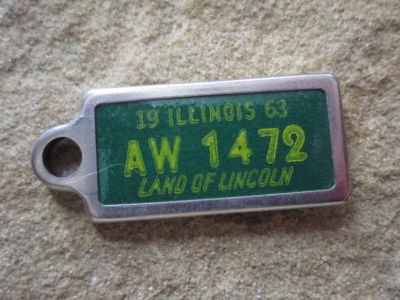 19 ILLINOIS 63
AW 1472
LAND OF LINCOLN